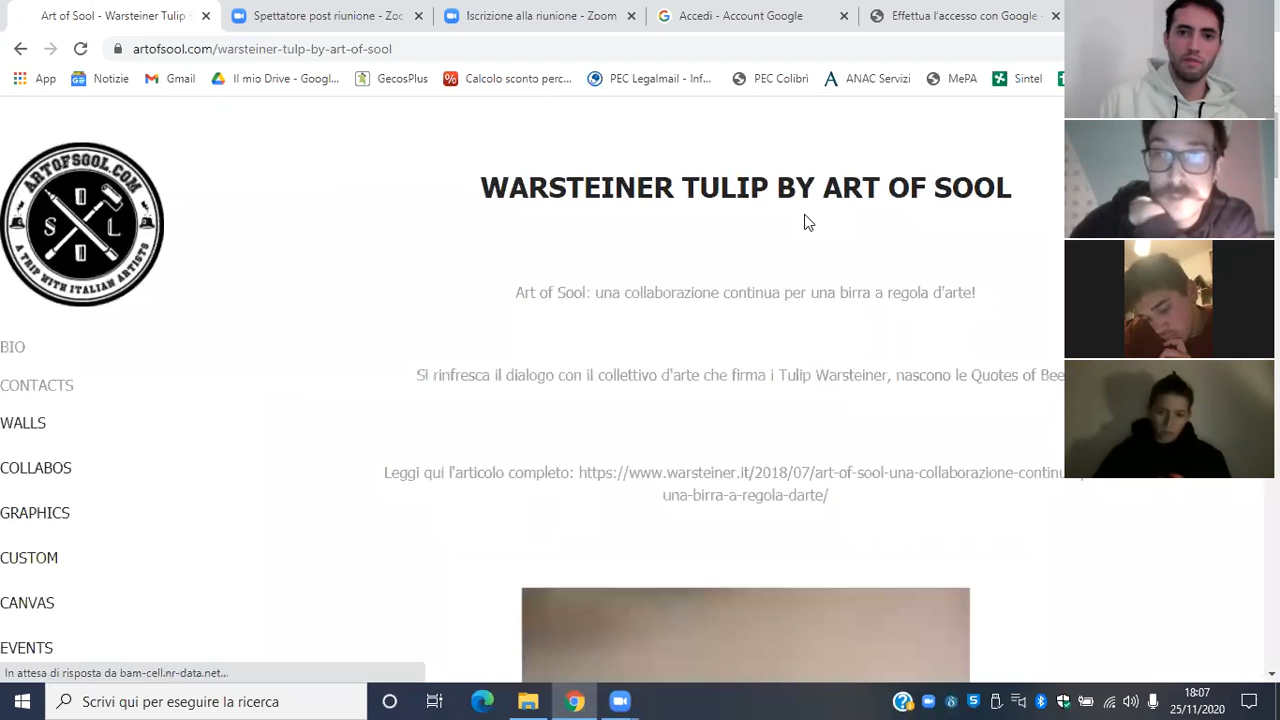 Art of Sool - Warsteiner Tulip
Spettatore post riunione - Zoo
Iscrizione alla riunione - Zoom
Accedi - Account Google
Effettua l'accesso con Google
artofsool.com/warsteiner-tulp-by-art-of-sool
App
Notizie
Gmail
Il mio Drive - Googl...
GecosPlus
Calcolo sconto perc...
PEC Legalmail - Inf...
PEC Colibri
ANAC Servizi
MePA
Sintel
ARTOFSOOL.COM
S L
A TRIP WITH ITALIAN ARTISTS
BIO
CONTACTS
WALLS
COLLABOS
GRAPHICS
CUSTOM
CANVAS
EVENTS
WARSTEINER TULIP BY ART OF SOOL
Art of Sool: una collaborazione continua per una birra a regola d'arte!
Si rinfresca il dialogo con il collettivo d'arte che firma i Tulip Warsteiner, nascono le Quotes of Bee
Leggi qui l'articolo completo: https://www.warsteiner.it/2018/07/art-of-sool-una-collaborazione-continu
una-birra-a-regola-darte/
In attesa di risposta da bam-cell.nr-data.net...
Scrivi qui per eseguire la ricerca
18:07
25/11/2020